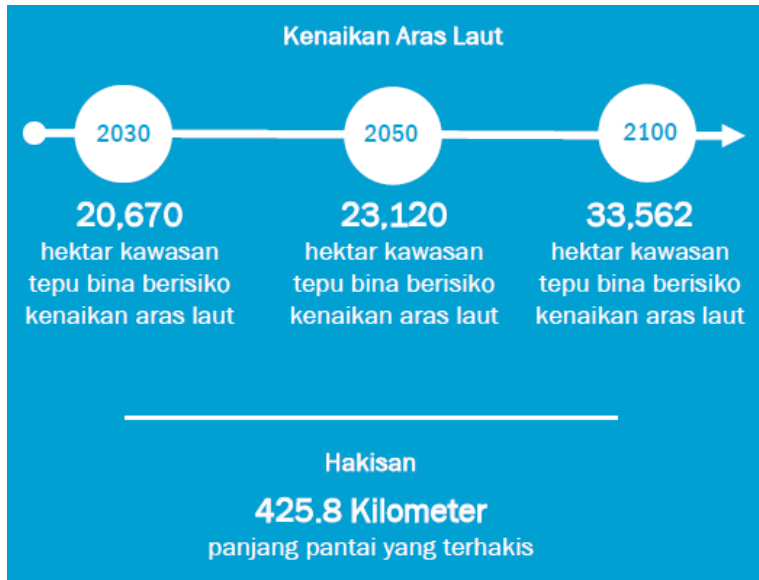 Kenaikan Aras Laut
2030
2050
2100
20,670
hektar kawasan
tepu bina berisiko
kenaikan aras laut
23,120
hektar kawasan
tepu bina berisiko
kenaikan aras laut
33,562
hektar kawasan
tepu bina berisiko
kenaikan aras laut
Hakisan
425.8 Kilometer
panjang pantai yang terhakis